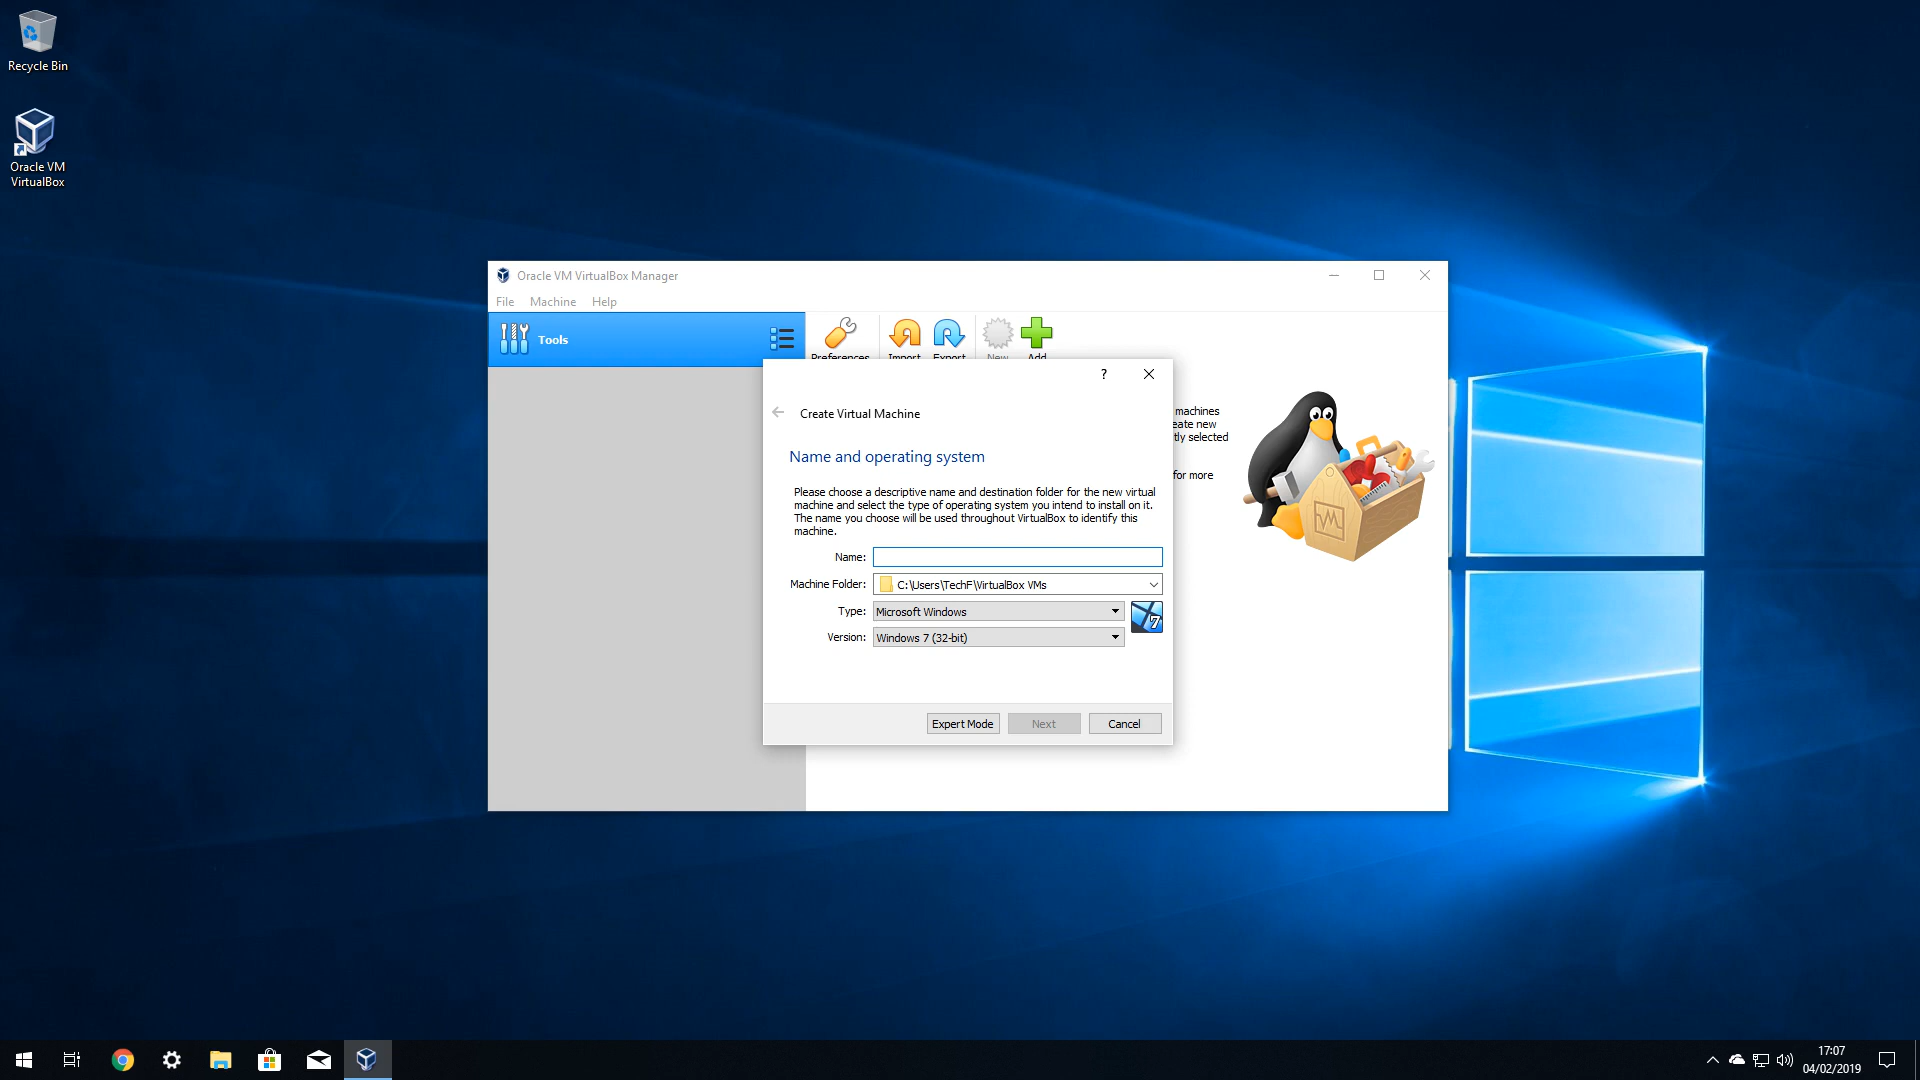 Recycle Bin
Oracle VM
VirtualBox
Oracle VM VirtualBox Manager
File Machine Help
Tools
Preferences Import Export New Add
machines
eate new
tly selected
for more
?
Create Virtual Machine
Name and operating system
Please choose a descriptive name and destination folder for the new virtual
machine and select the type of operating system you intend to install on it.
The name you choose will be used throughout VirtualBox to identify this
machine.
Name:
Machine Folder: C:\Users\TechF\VirtualBox VMs
Type: Microsoft Windows
7
Version: Windows 7 (32-bit)
Expert Mode Next Cancel
17:07
04/02/2019